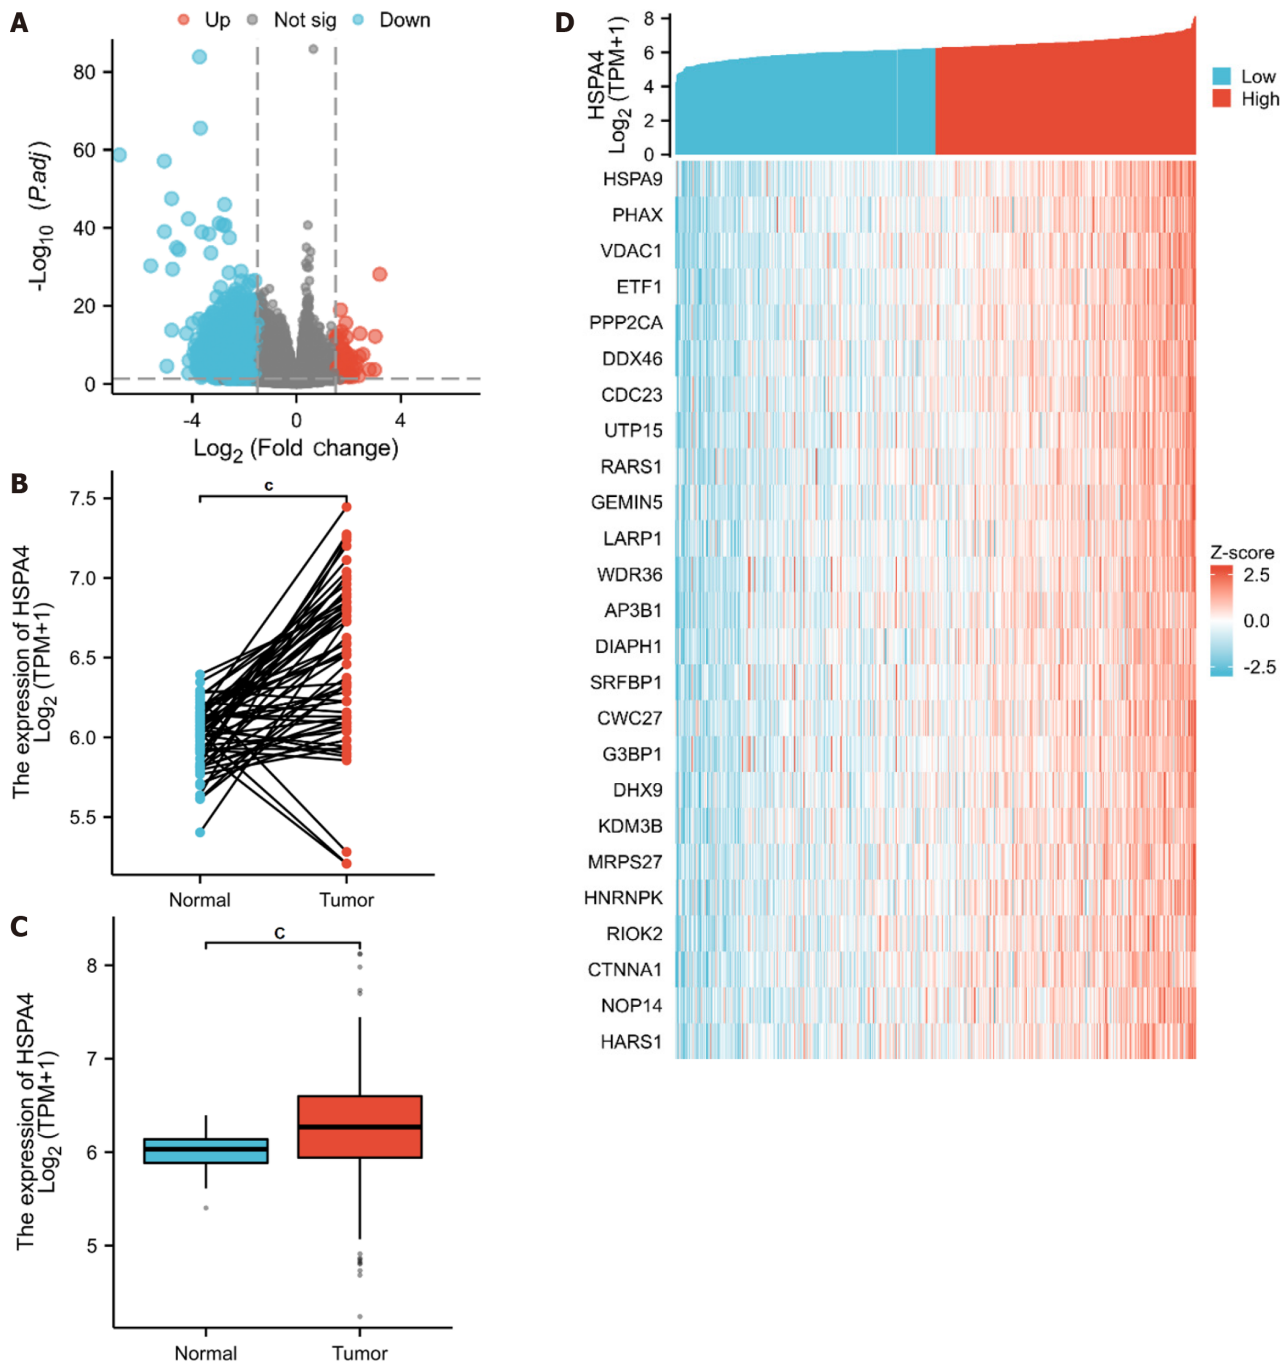 A
Up Not sig Down
80
60
40
20
0
-Log10 (P.adj)
-4 0 4
Log2 (Fold change)
B
c
7.5
7.0
6.5
6.0
5.5
The expression of HSPA4
Log2 (TPM+1)
Normal Tumor
C
c
8
7
6
5
The expression of HSPA4
Log2 (TPM+1)
Normal Tumor
D
8
6
4
2
0
HSPA4
Log2 (TPM+1)
Low
High
HSPA9
PHAX
VDAC1
ETF1
PPP2CA
DDX46
CDC23
UTP15
RARS1
GEMIN5
LARP1
WDR36
AP3B1
DIAPH1
SRFBP1
CWC27
G3BP1
DHX9
KDM3B
MRPS27
HNRNPK
RIOK2
CTNNA1
NOP14
HARS1
Z-score
2.5
0.0
-2.5